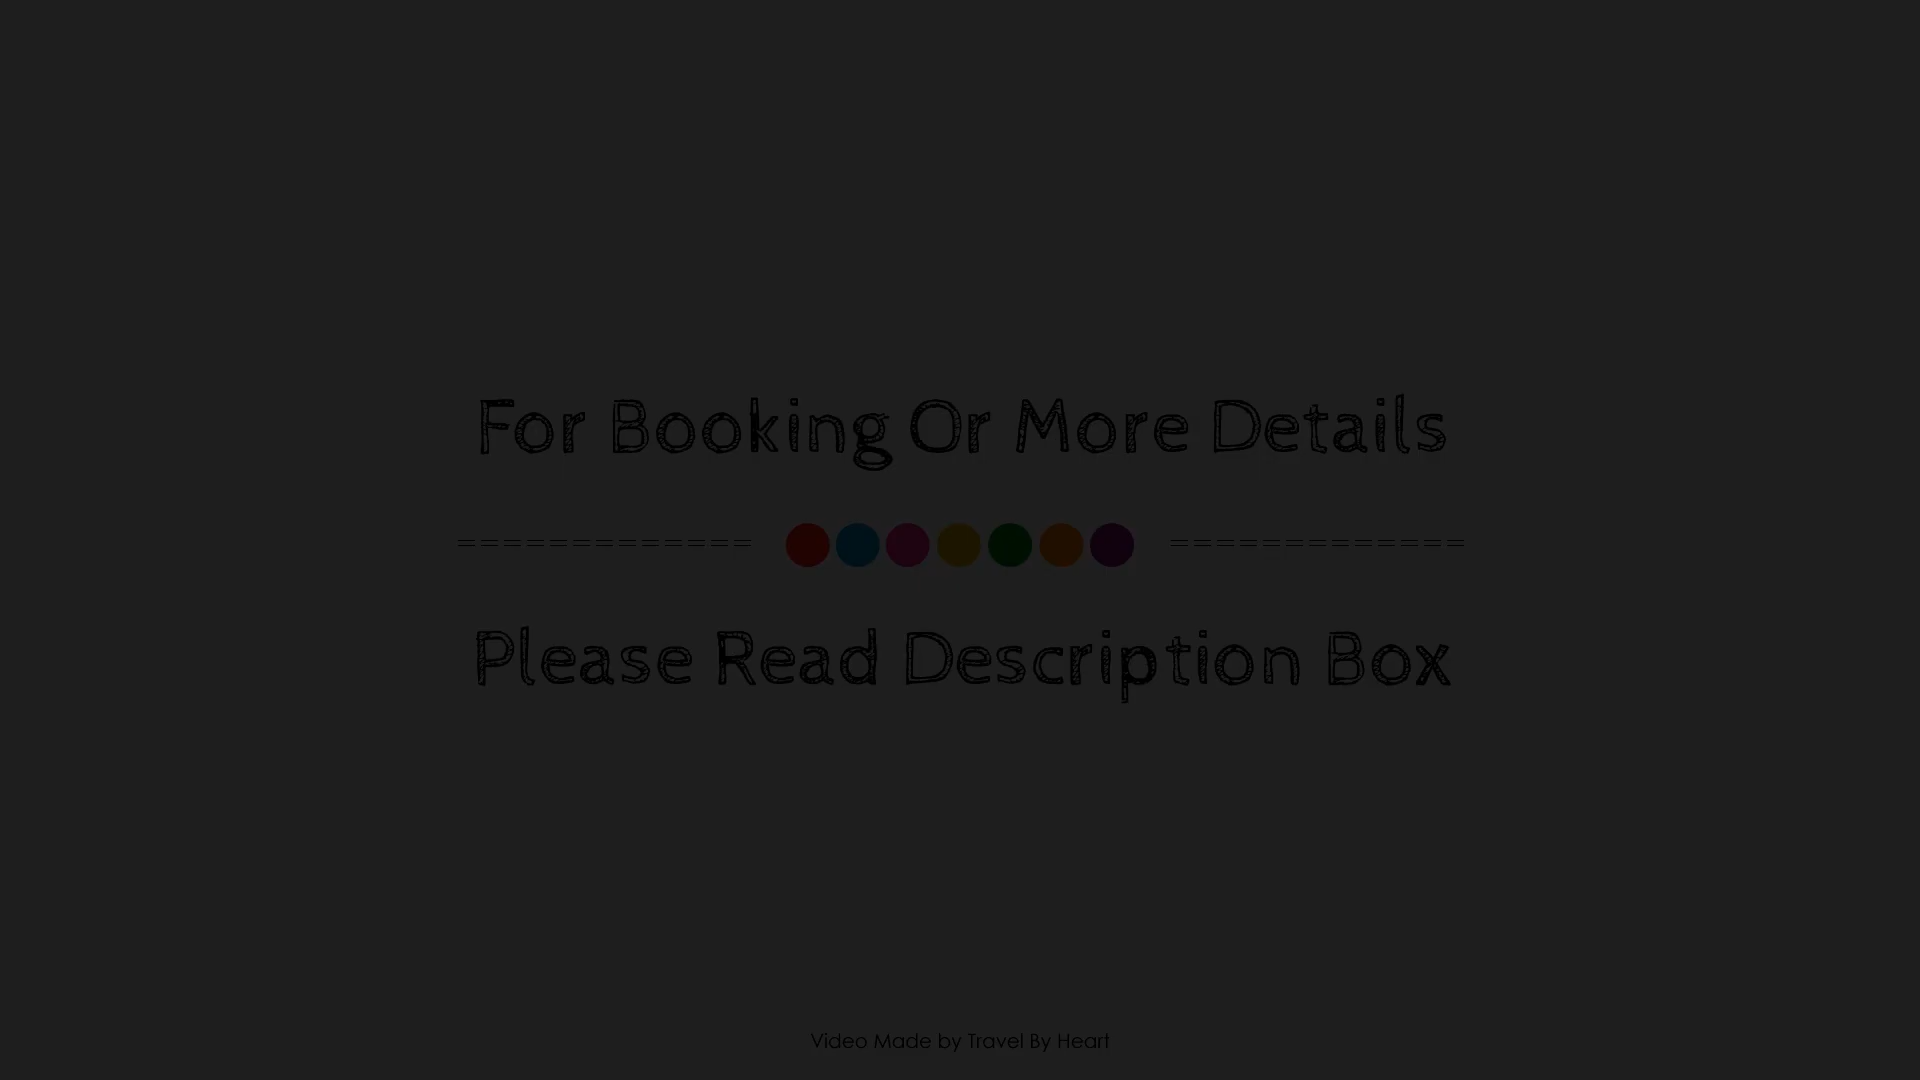 For Booking Or More Details
============= =============
Please Read Description Box
Video Made by Travel By Heart